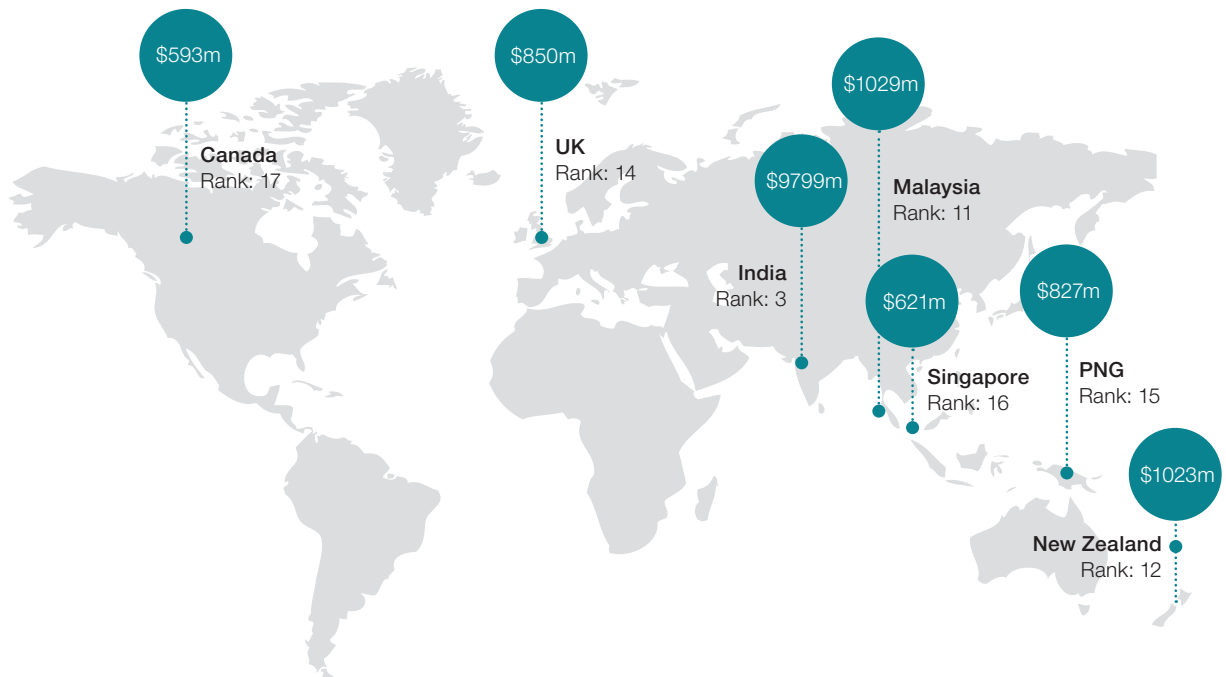 $593m
Canada
Rank: 17
$850m
UK
Rank: 14
$9799m
India
Rank: 3
$1029m
Malaysia
Rank: 11
$621m
Singapore
Rank: 16
$827m
PNG
Rank: 15
$1023m
New Zealand
Rank: 12